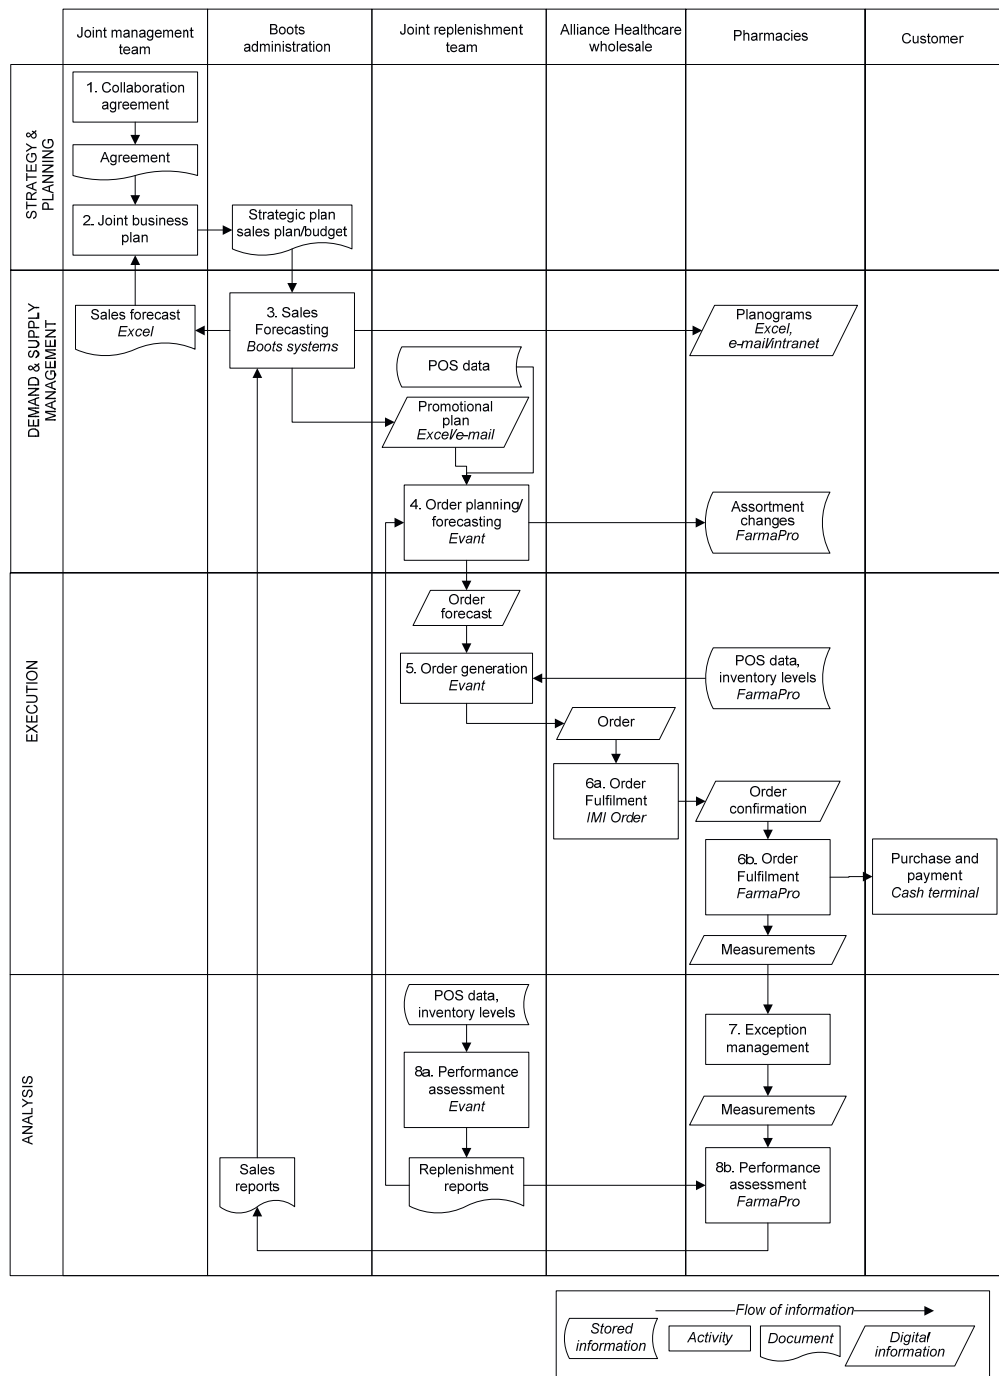 Joint management
team
Boots
administration
Joint replenishment
team
Alliance Healthcare
wholesale
Pharmacies
Customer
STRATEGY &
PLANNING
1. Collaboration
agreement
Agreement
2. Joint business
plan
Strategic plan
sales plan/budget
DEMAND & SUPPLY
MANAGEMENT
Sales forecast
Excel
3. Sales
Forecasting
Boots systems
Planograms
Excel,
e-mail/intranet
POS data
Promotional
plan
Excel/e-mail
4. Order planning/
forecasting
Evant
Assortment
changes
FarmaPro
EXECUTION
Order
forecast
5. Order generation
Evant
POS data,
inventory levels
FarmaPro
Order
6a. Order
Fulfilment
IMI Order
Order
confirmation
6b. Order
Fulfilment
FarmaPro
Purchase and
payment
Cash terminal
Measurements
ANALYSIS
POS data,
inventory levels
7. Exception
management
8a. Performance
assessment
Evant
Measurements
Sales
reports
Replenishment
reports
8b. Performance
assessment
FarmaPro
Flow of information
Stored
information
Activity
Document
Digital
information